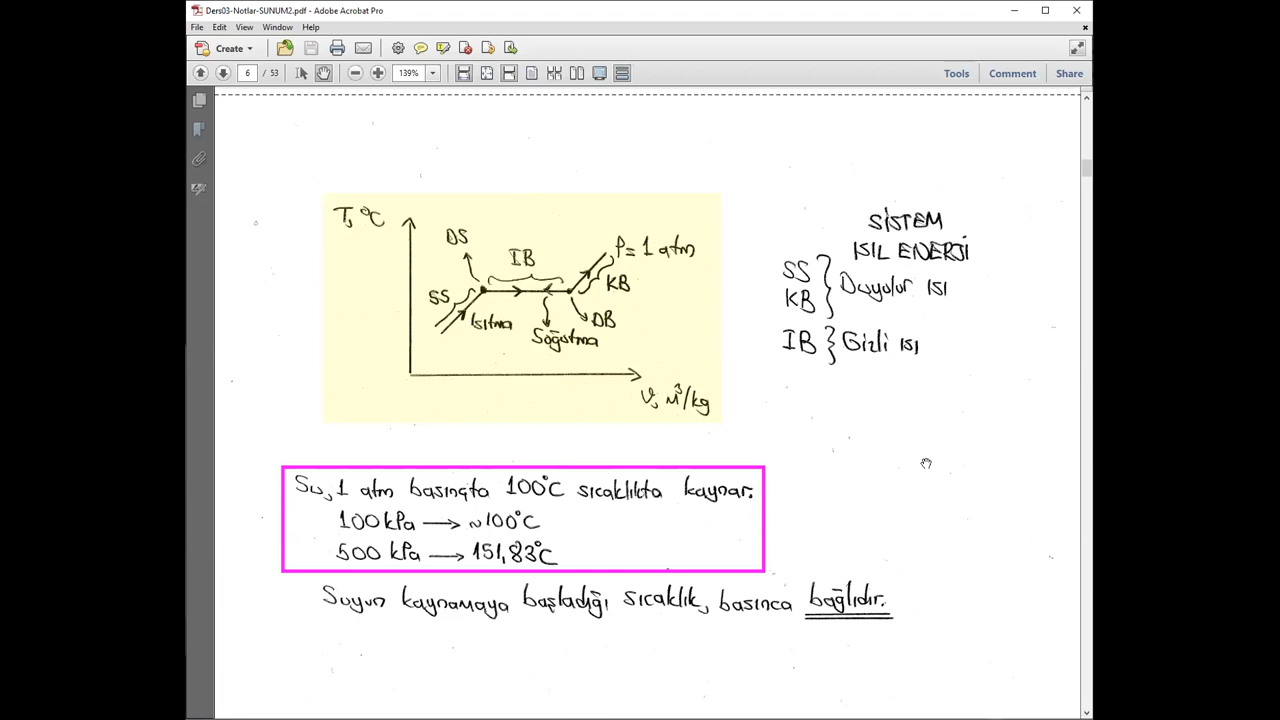 Ders03-Notlar-SUNUM2.pdf - Adobe Acrobat Pro
File Edit View Window Help
Create
6 / 53 139% Tools Comment Share
T, °C
DS
IB
P= 1 atm
SS
KB
Isıtma
DB
Soğutma
v, m³/kg
SİSTEM
ISIL ENERJİ
SS
KB
Duyulur ısı
IB Gizli ısı
Su, 1 atm basınçta 100°C sıcaklıkta kaynar.
100 kPa → ~100°C
500 kPa → 151,83°C
Suyun kaynamaya başladığı sıcaklık, basınca bağlıdır.